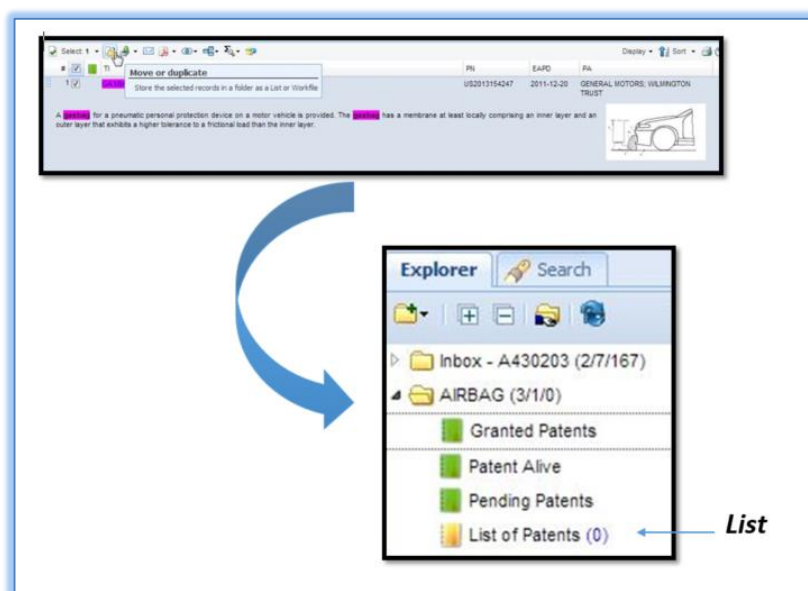 Select: 1
Display Sort
# TI PN EAPD PA
Move or duplicate
Store the selected records in a folder as a List or Workfile
1 US2013154247 2011-12-20 GENERAL MOTORS; WILMINGTON
TRUST
A gasbag for a pneumatic personal protection device on a motor vehicle is provided. The gasbag has a membrane at least locally comprising an inner layer and an
outer layer that exhibits a higher tolerance to a frictional load than the inner layer.
Explorer Search
Inbox - A430203 (2/7/167)
AIRBAG (3/1/0)
Granted Patents
Patent Alive
Pending Patents
List of Patents (0)
List